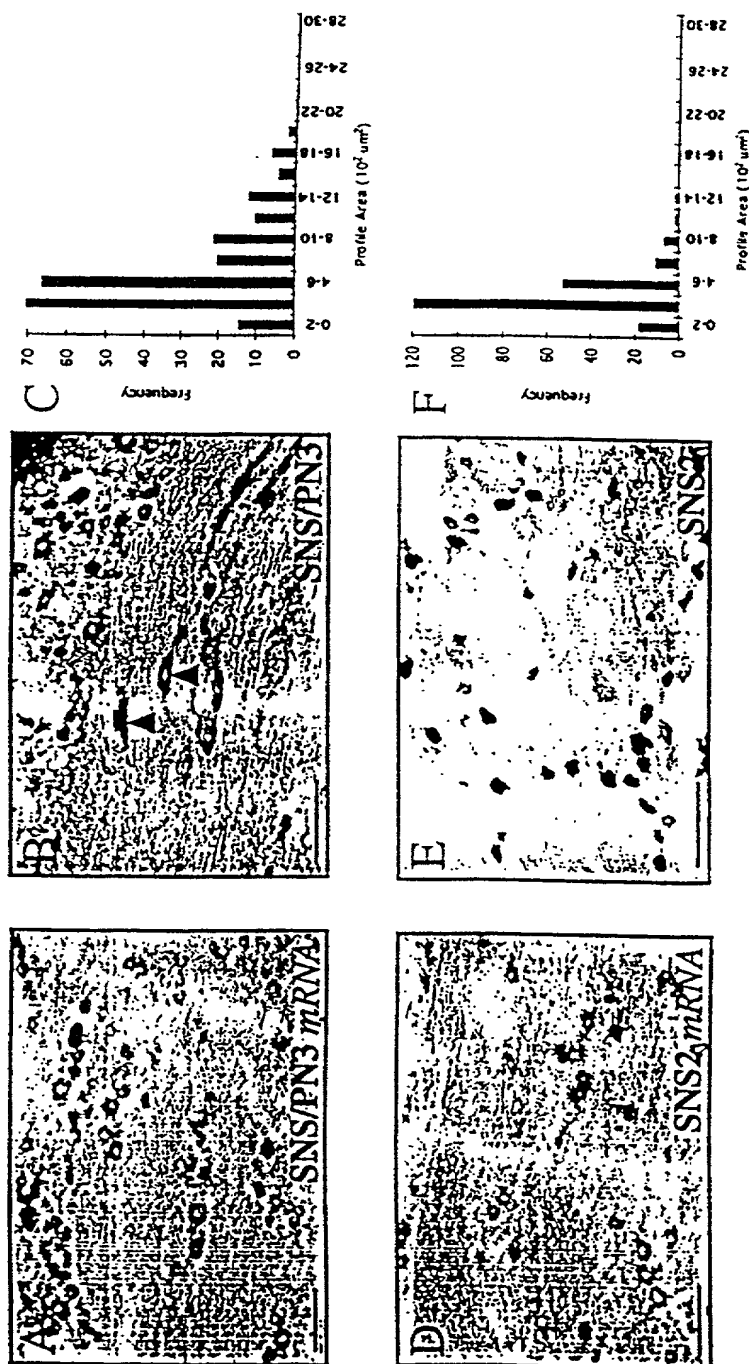 A
SNS/PN3 mRNA
B
SNS/PN3
C
Frequency
70
60
50
40
30
20
10
0
0-2
4-6
8-10
12-14
16-18
20-22
24-26
28-30
Profile Area (10² um²)
D
SNS2 mRNA
E
SNS2
F
Frequency
120
100
80
60
40
20
0
0-2
4-6
8-10
12-14
16-18
20-22
24-26
28-30
Profile Area (10² um²)